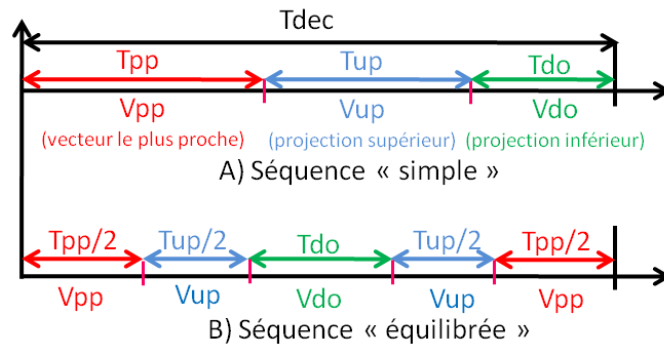 Tdec
Tpp Tup Tdo
Vpp Vup Vdo
(vecteur le plus proche) (projection supérieur) (projection inférieur)
A) Séquence « simple »
Tpp/2 Tup/2 Tdo Tup/2 Tpp/2
Vpp Vup Vdo Vup Vpp
B) Séquence « équilibrée »